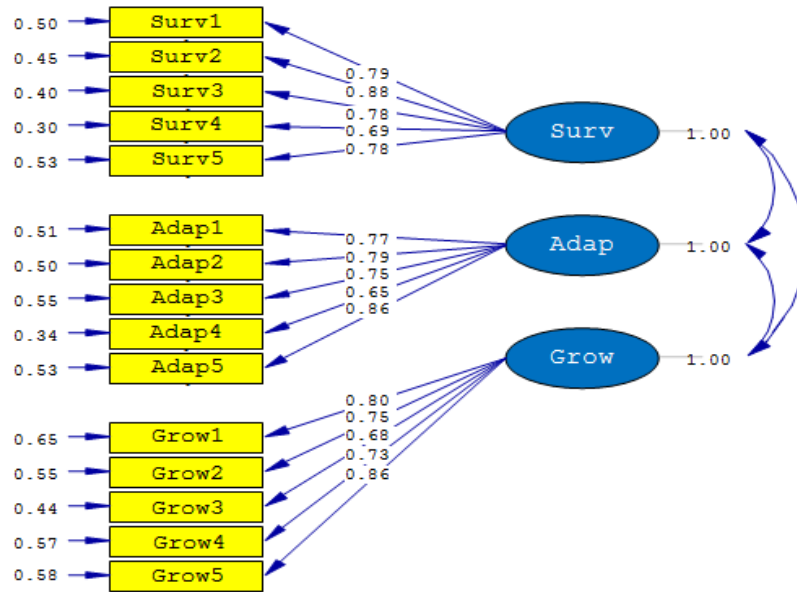 0.50 Surv1
0.45 Surv2
0.40 Surv3
0.30 Surv4
0.53 Surv5
0.79
0.88
0.78
0.69
0.78
Surv 1.00
0.51 Adap1
0.50 Adap2
0.55 Adap3
0.34 Adap4
0.53 Adap5
0.77
0.79
0.75
0.65
0.86
Adap 1.00
Grow 1.00
0.65 Grow1
0.55 Grow2
0.44 Grow3
0.57 Grow4
0.58 Grow5
0.80
0.75
0.68
0.73
0.86